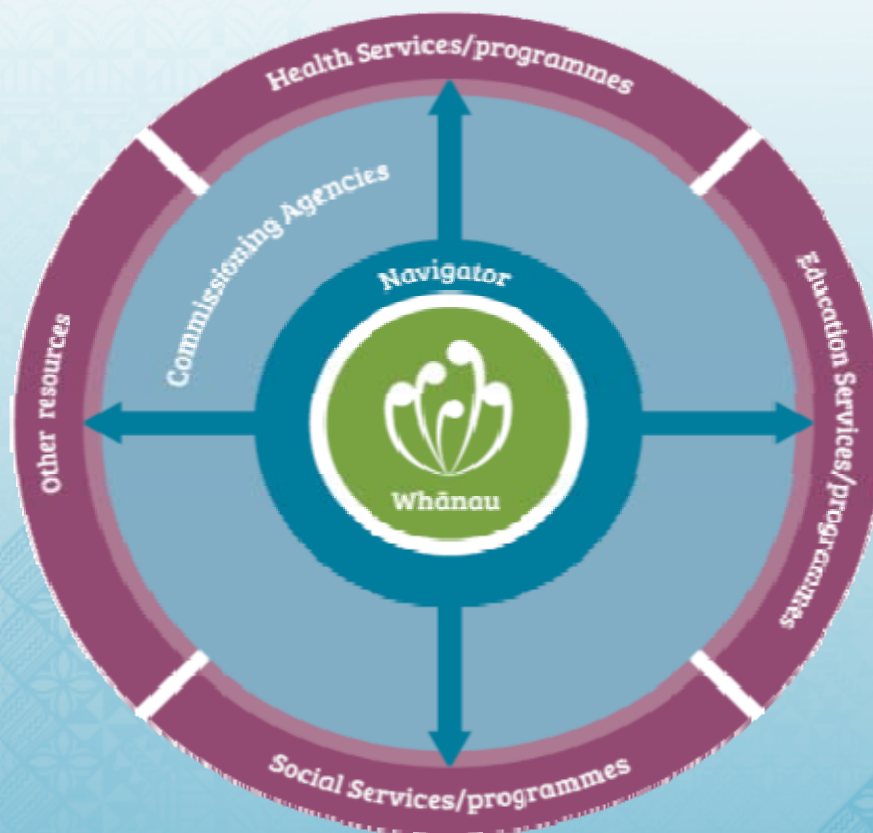 Health Services/programmes
Commissioning Agencies
Navigator
Education Services/programmes
Other resources
Whānau
Social Services/programmes